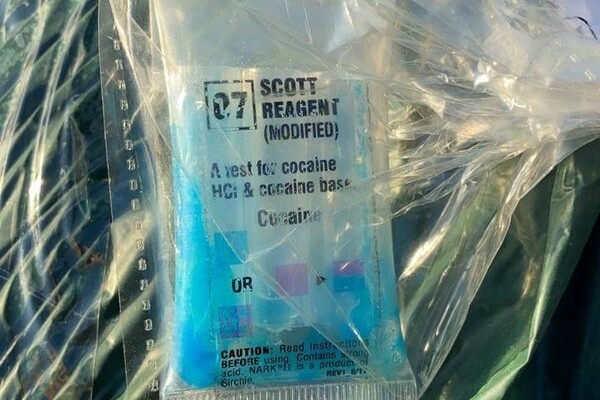 07
SCOTT
REAGENT
(MODIFIED)
A test for cocaine
HCl & cocaine base
Cocaine
OR
CAUTION: Read Instructions
BEFORE using. Contains strong
acid. NARK II is a product of
Sirchie. REV1